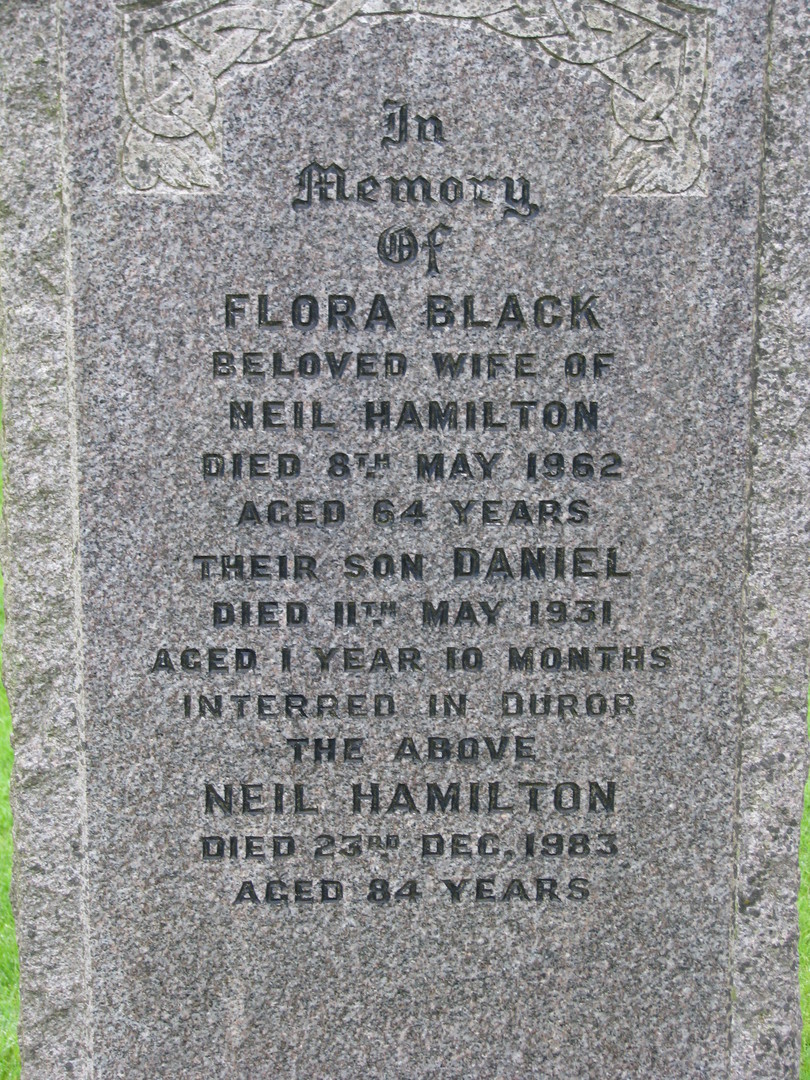 In
Memory
Of
FLORA BLACK
BELOVED WIFE OF
NEIL HAMILTON
DIED 8TH MAY 1962
AGED 64 YEARS
THEIR SON DANIEL
DIED 11TH MAY 1931
AGED 1 YEAR 10 MONTHS
INTERRED IN DUROR
THE ABOVE
NEIL HAMILTON
DIED 23RD DEC. 1983
AGED 84 YEARS